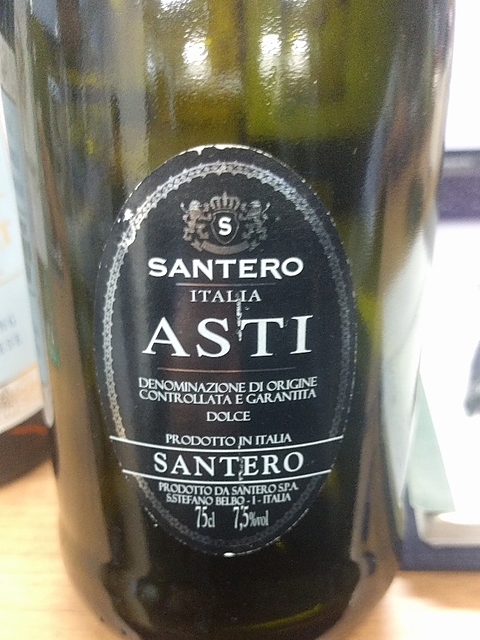 S
SANTERO
ITALIA
ASTI
DENOMINAZIONE DI ORIGINE
CONTROLLATA E GARANTITA
DOLCE
PRODOTTO IN ITALIA
SANTERO
PRODOTTO DA SANTERO S.P.A.
S.STEFANO BELBO - I - ITALIA
75cl 7,5%vol